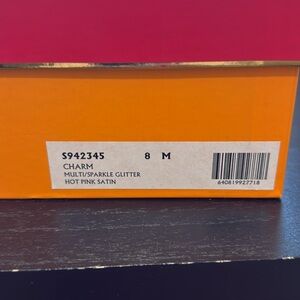 S942345 8 M
CHARM
MULTI/SPARKLE GLITTER
HOT PINK SATIN
640819927718